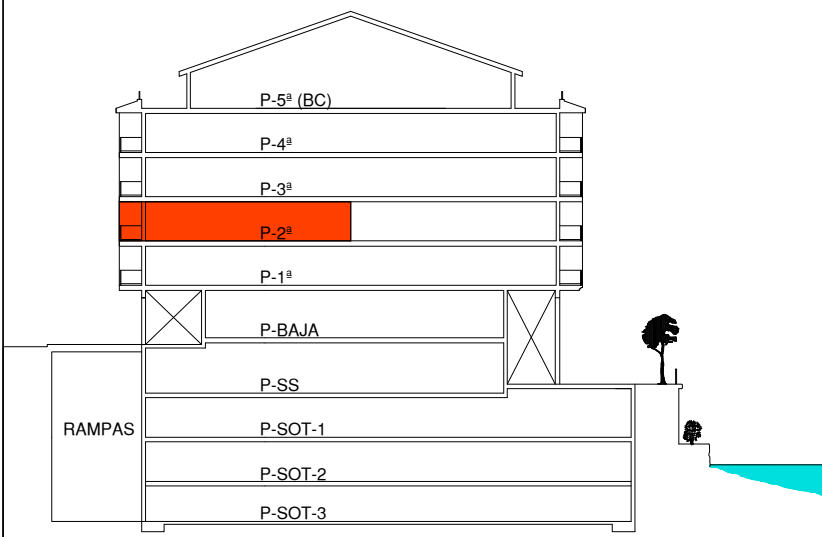 P-5ª (BC)
P-4ª
P-3ª
P-2ª
P-1ª
P-BAJA
P-SS
RAMPAS
P-SOT-1
P-SOT-2
P-SOT-3